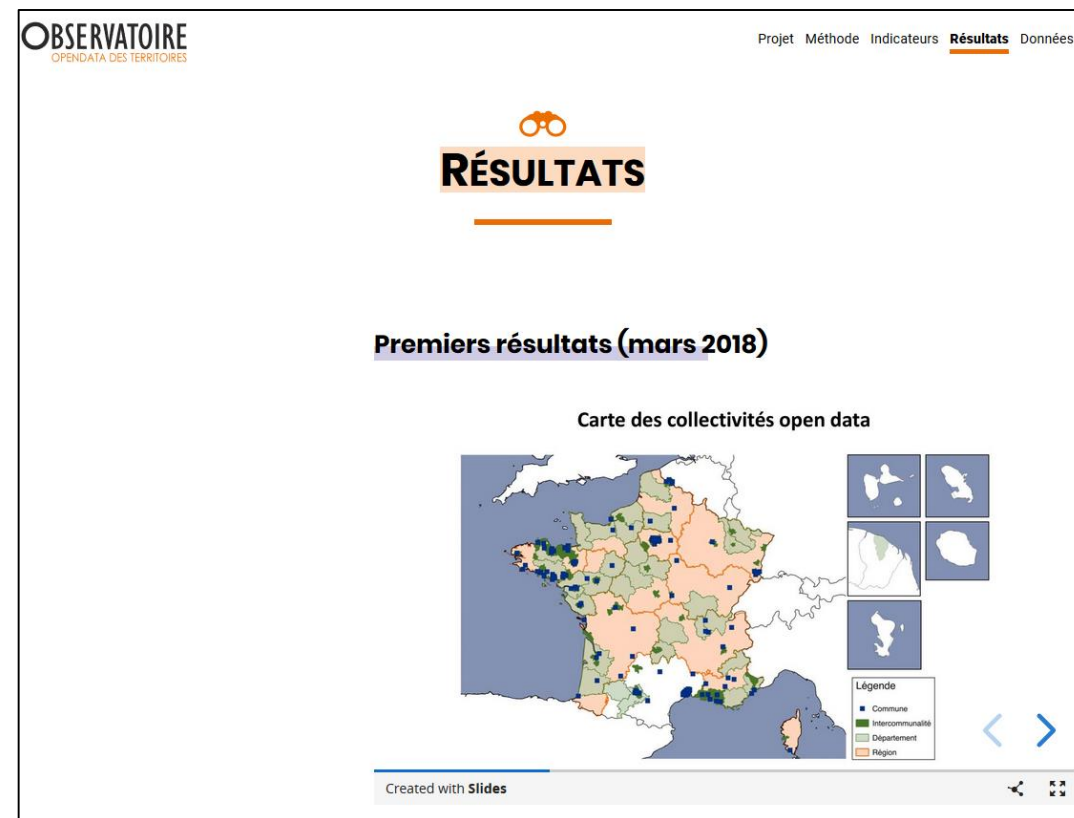 OBSERVATOIRE
OPENDATA DES TERRITOIRES
Projet Méthode Indicateurs Résultats Données
RÉSULTATS
Premiers résultats (mars 2018)
Carte des collectivités open data
Légende
Commune
Intercommunalité
Département
Région
Created with Slides